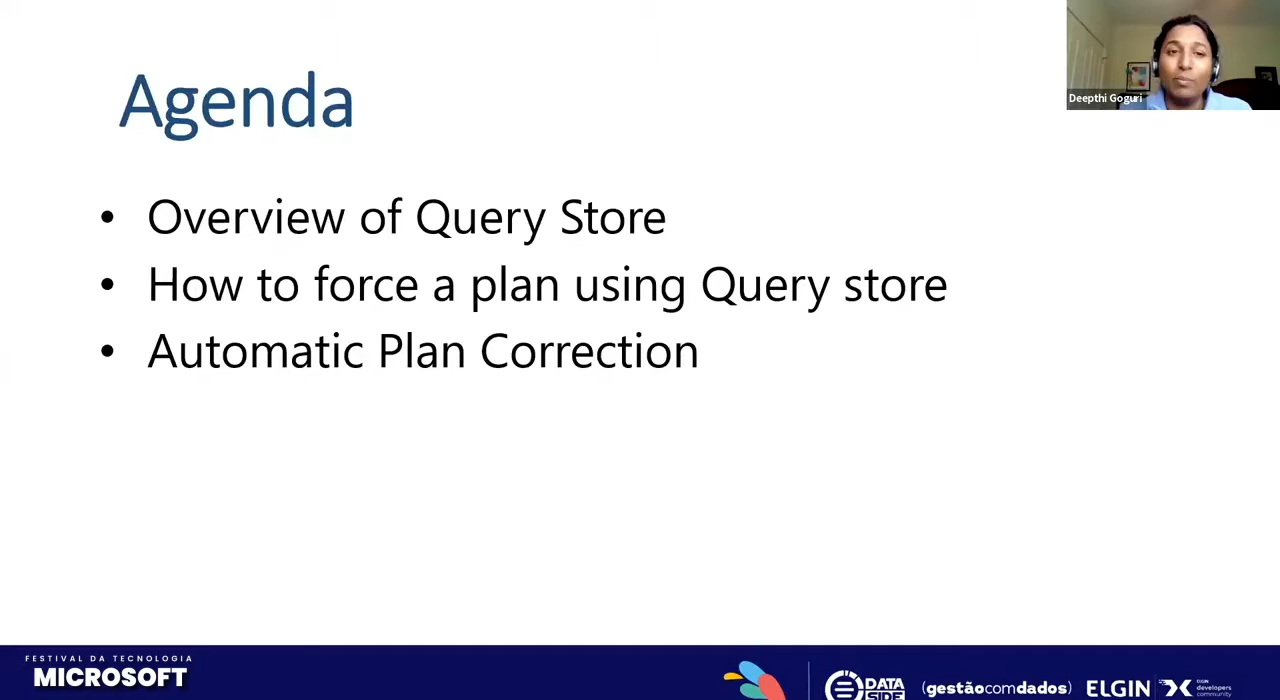 Agenda
Deepthi Goguri
• Overview of Query Store
• How to force a plan using Query store
• Automatic Plan Correction
FESTIVAL DA TECNOLOGIA
MICROSOFT
DATA
SIDE
(gestãocomdados)
ELGIN
ELGIN
developers
community